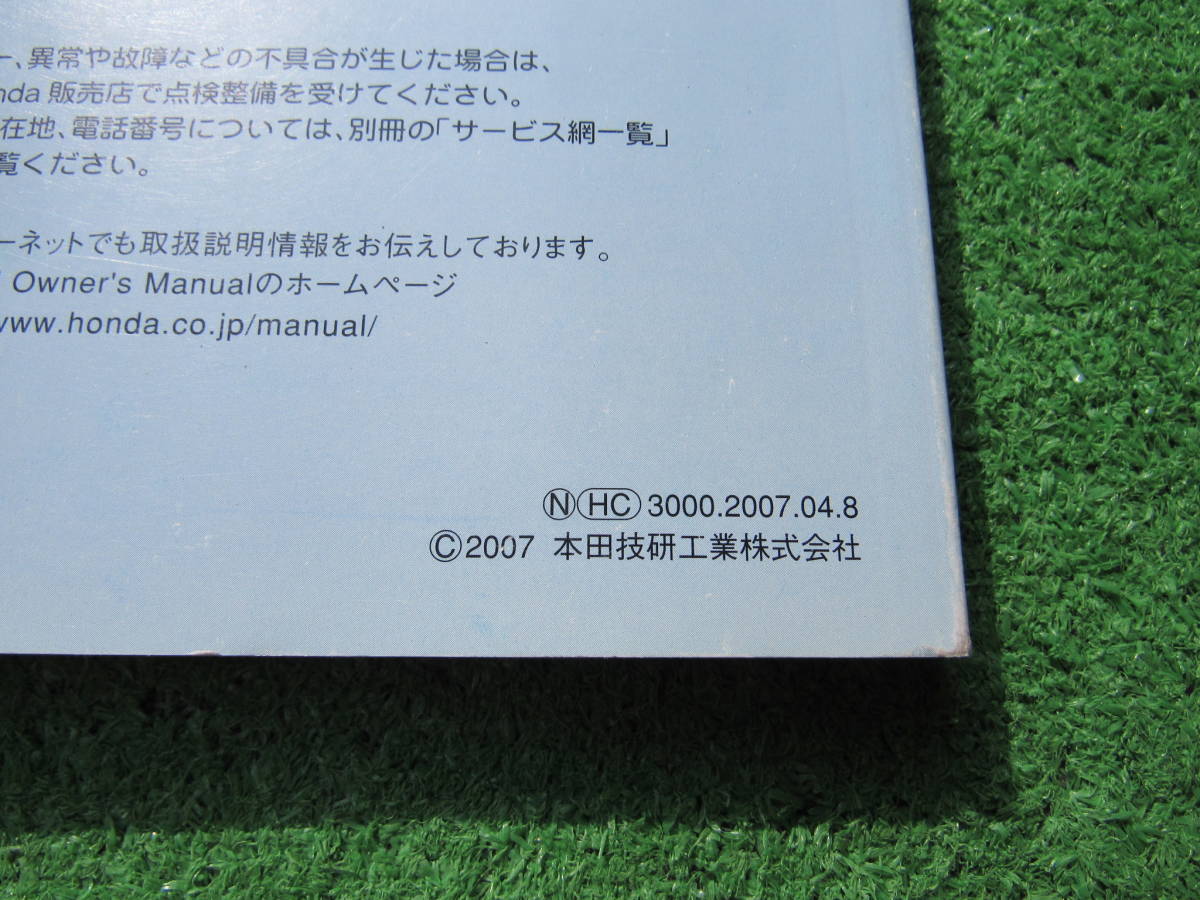 一、異常や故障などの不具合が生じた場合は、
nda 販売店で点検整備を受けてください。
在地、電話番号については、別冊の「サービス網一覧」
覧ください。
ーネットでも取扱説明情報をお伝えしております。
Owner's Manualのホームページ
www.honda.co.jp/manual/
Ⓝ HC 3000.2007.04.8
©2007 本田技研工業株式会社